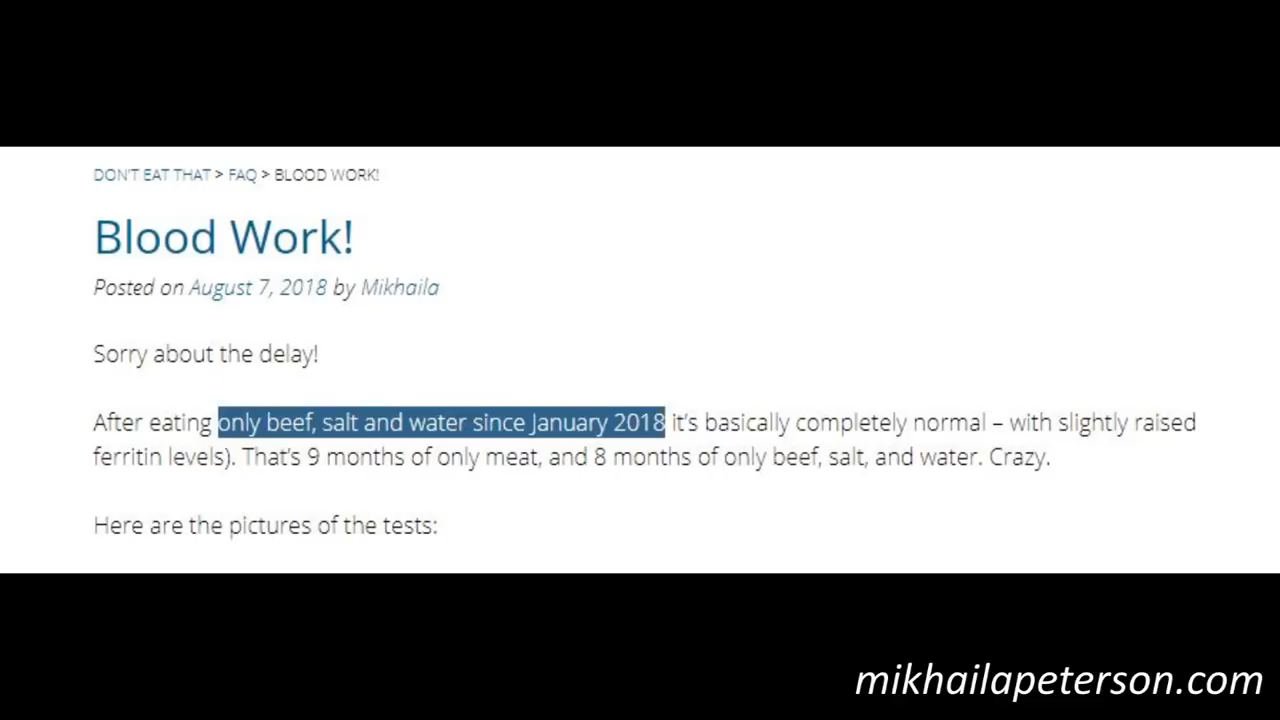 DON'T EAT THAT > FAQ > BLOOD WORK!
Blood Work!
Posted on August 7, 2018 by Mikhaila
Sorry about the delay!
After eating only beef, salt and water since January 2018 it's basically completely normal – with slightly raised
ferritin levels). That's 9 months of only meat, and 8 months of only beef, salt, and water. Crazy.
Here are the pictures of the tests:
mikhailapeterson.com